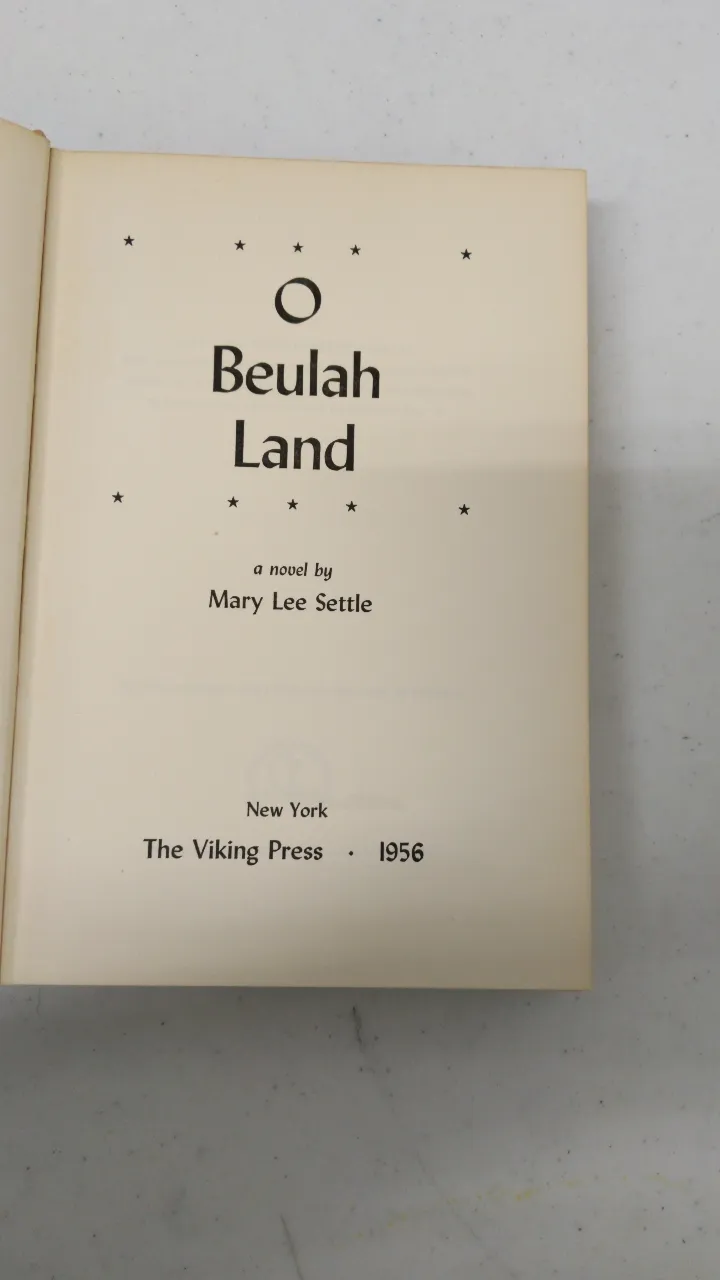 ★ ★ ★ ★ ★
O
Beulah
Land
★ ★ ★ ★ ★
a novel by
Mary Lee Settle
New York
The Viking Press · 1956